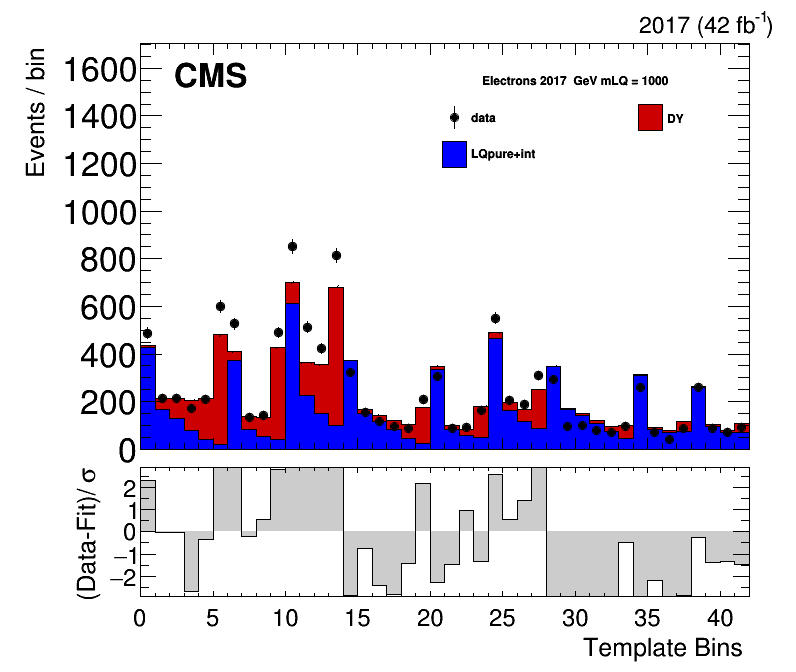 2017 (42 fb-1)
CMS
Electrons 2017 GeV mLQ = 1000
data
DY
LQpure+int
Events / bin
1600
1400
1200
1000
800
600
400
200
0
(Data-Fit)/ σ
2
1
0
−1
−2
0 5 10 15 20 25 30 35 40
Template Bins